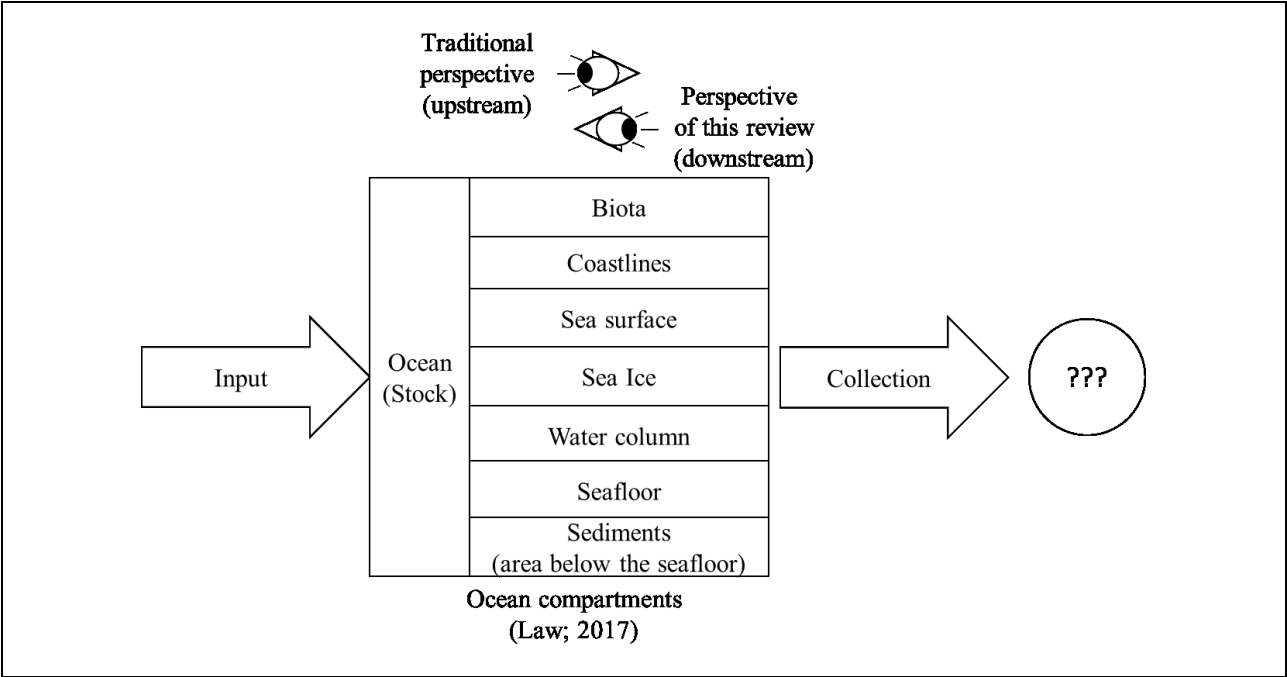 Traditional
perspective
(upstream)
Perspective
of this review
(downstream)
Biota
Coastlines
Sea surface
Sea Ice
Water column
Seafloor
Sediments
(area below the seafloor)
Ocean
(Stock)
Input
Collection
???
Ocean compartments
(Law; 2017)